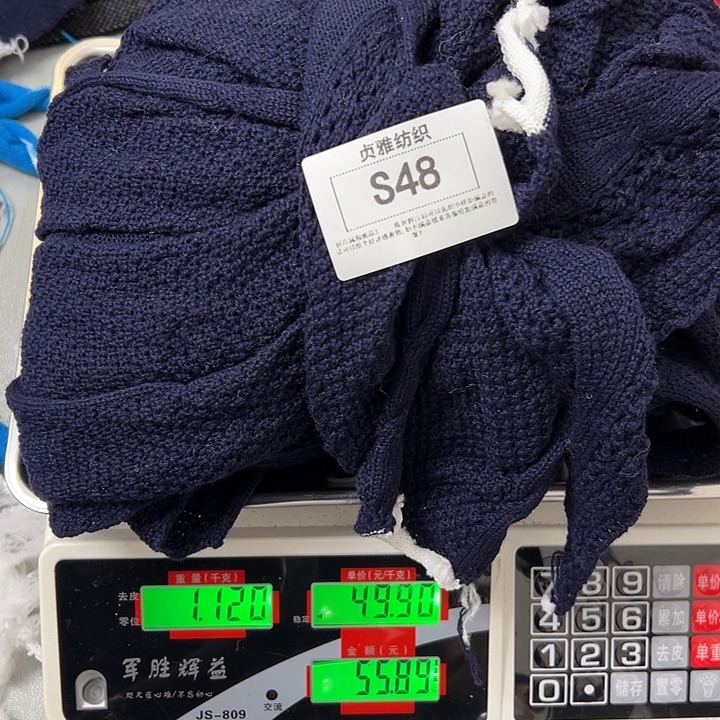 贞雅纺织
S48
重量(千克)
单价(元/千克)
去皮
1.120
49.90
零位
稳定
金额(元)
55.89
军胜辉益
JS-809
交流
7 8 9 清除 单价
4 5 6 累加 单价
1 2 3 去皮 单重
0 . 储存 置零